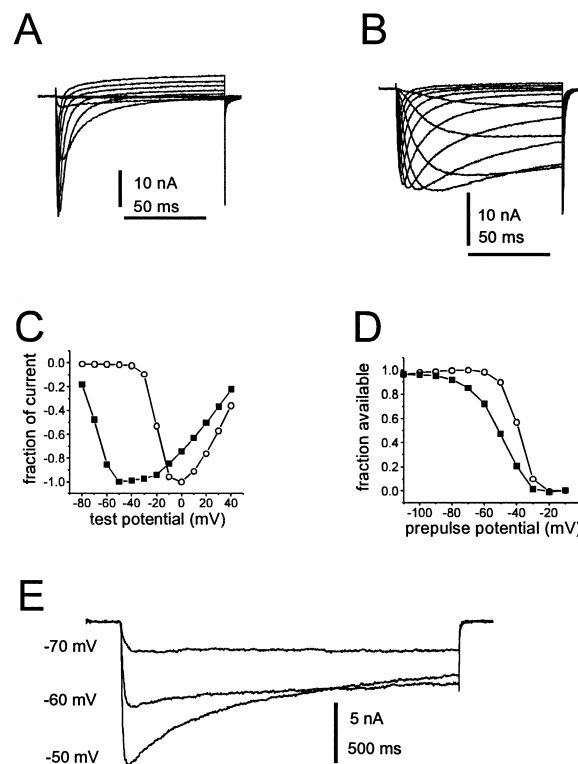 A
B
10 nA
50 ms
10 nA
50 ms
C
D
fraction of current
0.0
-0.2
-0.4
-0.6
-0.8
-1.0
-80 -60 -40 -20 0 20 40
test potential (mV)
fraction available
1.0
0.8
0.6
0.4
0.2
0.0
-100 -80 -60 -40 -20
prepulse potential (mV)
E
-70 mV
-60 mV
-50 mV
5 nA
500 ms